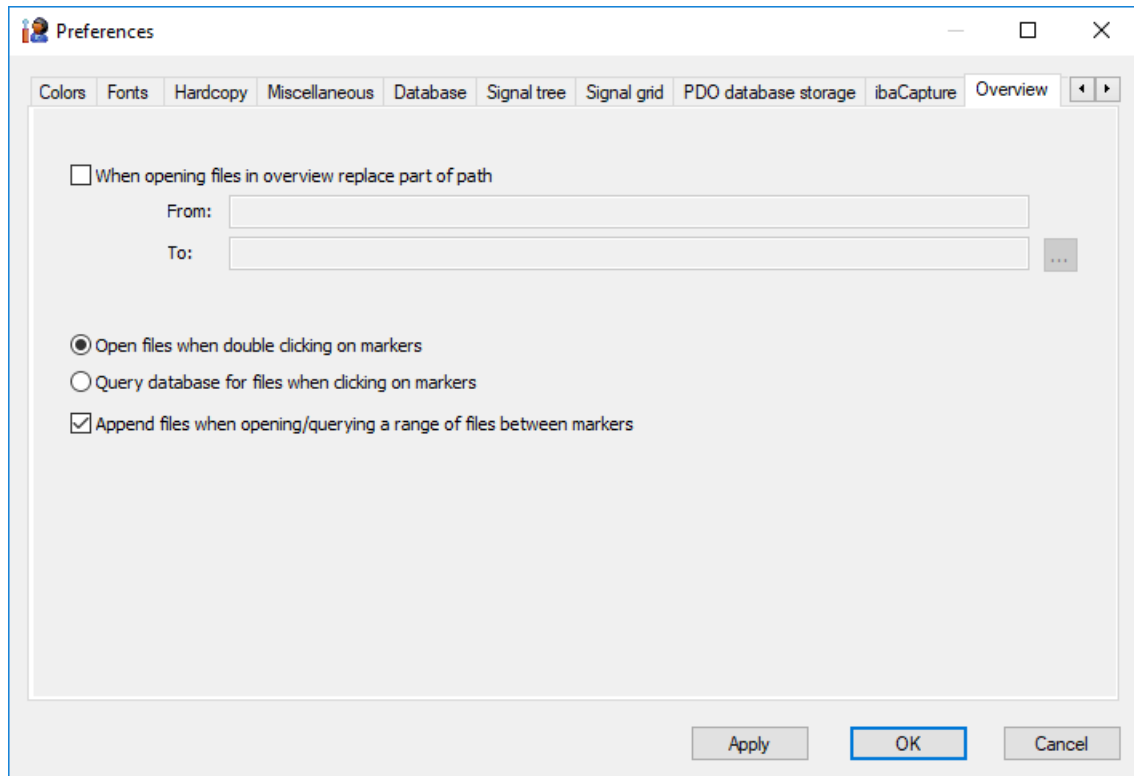 Preferences
Colors Fonts Hardcopy Miscellaneous Database Signal tree Signal grid PDO database storage ibaCapture Overview
When opening files in overview replace part of path
From:
To:
...
Open files when double clicking on markers
Query database for files when clicking on markers
Append files when opening/querying a range of files between markers
Apply OK Cancel